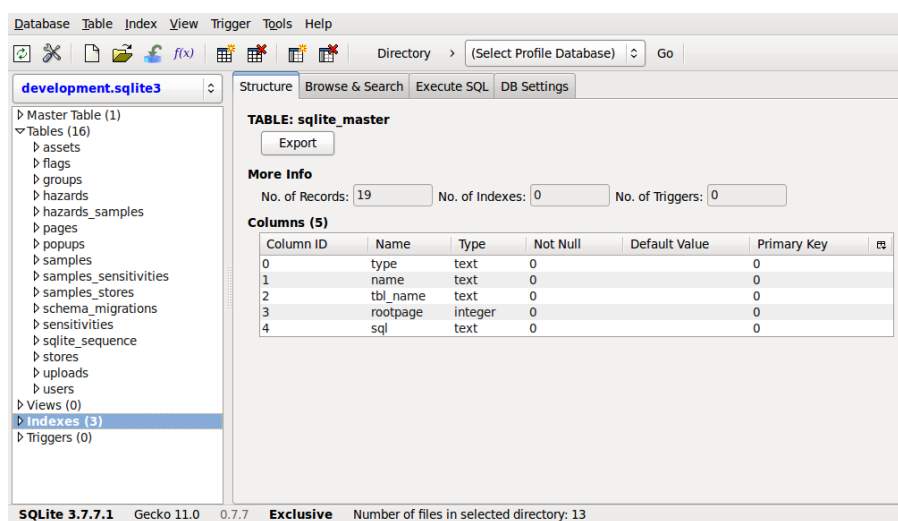 Database Table Index View Trigger Tools Help
f(x) Directory > (Select Profile Database) Go
development.sqlite3
Master Table (1)
Tables (16)
assets
flags
groups
hazards
hazards_samples
pages
popups
samples
samples_sensitivities
samples_stores
schema_migrations
sensitivities
sqlite_sequence
stores
uploads
users
Views (0)
Indexes (3)
Triggers (0)
Structure Browse & Search Execute SQL DB Settings
TABLE: sqlite_master
Export
More Info
No. of Records: 19 No. of Indexes: 0 No. of Triggers: 0
Columns (5)
Column ID Name Type Not Null Default Value Primary Key
0 type text 0 0
1 name text 0 0
2 tbl_name text 0 0
3 rootpage integer 0 0
4 sql text 0 0
SQLite 3.7.7.1 Gecko 11.0 0.7.7 Exclusive Number of files in selected directory: 13